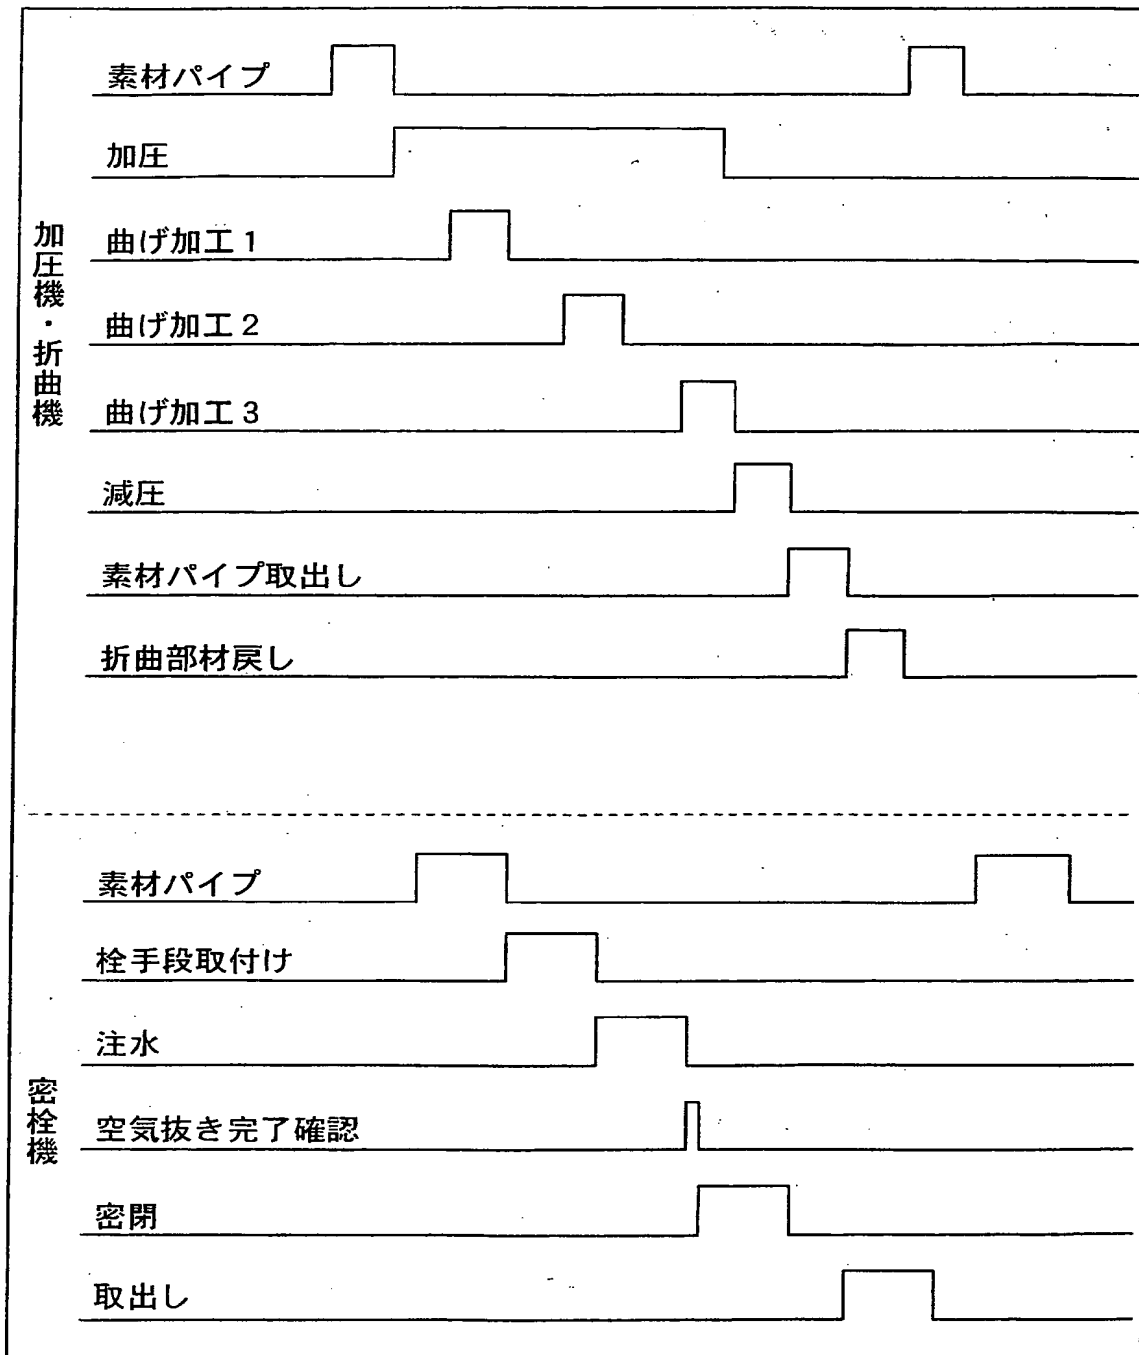 加圧機・折曲機
素材パイプ
加圧
曲げ加工1
曲げ加工2
曲げ加工3
減圧
素材パイプ取出し
折曲部材戻し
密栓機
素材パイプ
栓手段取付け
注水
空気抜き完了確認
密閉
取出し